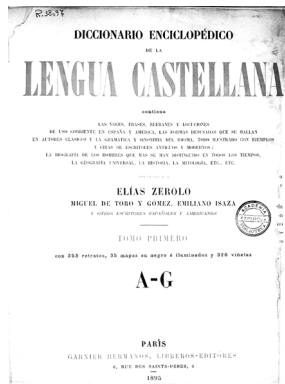 R.3837
DICCIONARIO ENCICLOPÉDICO
DE LA
LENGUA CASTELLANA
contiene
LAS VOCES, FRASES, REFRANES Y LOCUCIONES
DE USO CORRIENTE EN ESPAÑA Y AMÉRICA, LAS FORMAS DESUSADAS QUE SE HALLAN
EN AUTORES CLÁSICOS Y LA GRAMÁTICA Y SINONIMIA DEL IDIOMA, TODO ILUSTRADO CON EJEMPLOS
Y CITAS DE ESCRITORES ANTIGUOS Y MODERNOS;
LA BIOGRAFÍA DE LOS HOMBRES QUE MÁS SE HAN DISTINGUIDO EN TODOS LOS TIEMPOS,
LA GEOGRAFÍA UNIVERSAL, LA HISTORIA, LA MITOLOGÍA, ETC., ETC.
ELÍAS ZEROLO
MIGUEL DE TORO Y GÓMEZ, EMILIANO ISAZA
Y OTROS ESCRITORES ESPAÑOLES Y AMERICANOS
ACADEMIA
ESPAÑOLA
TOMO PRIMERO
con 253 retratos, 35 mapas en negro é iluminados y 326 viñetas
A-G
PARÌS
GARNIER HERMANOS, LIBREROS-EDITORES
6, RUE DES SAINTS-PÈRES, 6
1895